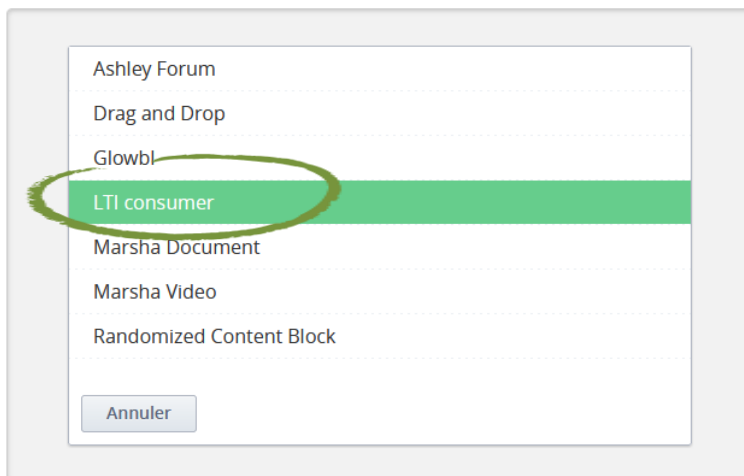 Ashley Forum
Drag and Drop
Glowbl
LTI consumer
Marsha Document
Marsha Video
Randomized Content Block
Annuler